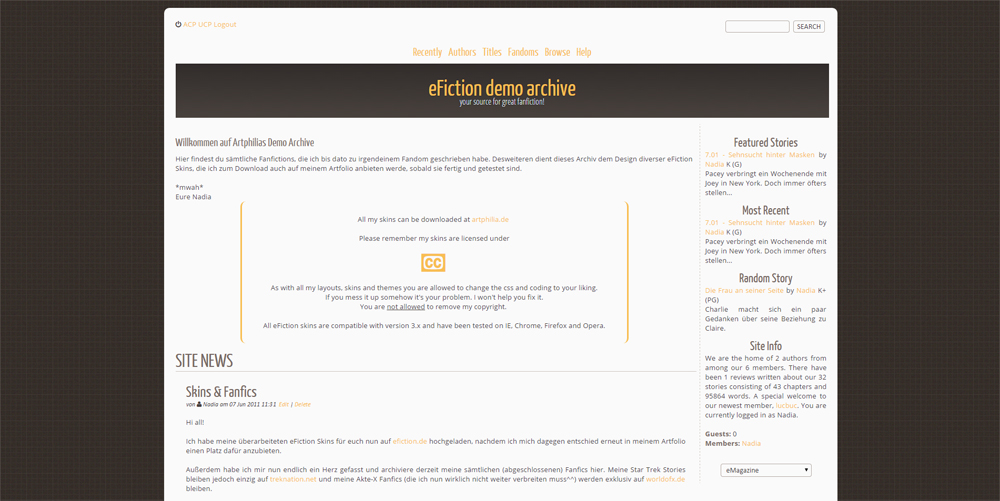 ACP UCP Logout
SEARCH
Recently Authors Titles Fandoms Browse Help
eFiction demo archive
your source for great fanfiction!
Willkommen auf Artphilias Demo Archive
Hier findest du sämtliche Fanfictions, die ich bis dato zu irgendeinem Fandom geschrieben habe. Desweiteren dient dieses Archiv dem Design diverser eFiction
Skins, die ich zum Download auch auf meinem Artfolio anbieten werde, sobald sie fertig und getestet sind.
*mwah*
Eure Nadia
All my skins can be downloaded at artphilia.de
Please remember my skins are licensed under
CC
As with all my layouts, skins and themes you are allowed to change the css and coding to your liking.
If you mess it up somehow it's your problem. I won't help you fix it.
You are not allowed to remove my copyright.
All eFiction skins are compatible with version 3.x and have been tested on IE, Chrome, Firefox and Opera.
SITE NEWS
Skins & Fanfics
von Nadia am 07 Jun 2011 11:51 Edit | Delete
Hi all!
Ich habe meine überarbeiteten eFiction Skins für euch nun auf efiction.de hochgeladen, nachdem ich mich dagegen entschied erneut in meinem Artfolio
einen Platz dafür anzubieten.
Außerdem habe ich mir nun endlich ein Herz gefasst und archiviere derzeit meine sämtlichen (abgeschlossenen) Fanfics hier. Meine Star Trek Stories
bleiben jedoch einzig auf treknation.net und meine Akte-X Fanfics (die ich nun wirklich nicht weiter verbreiten muss^^) werden exklusiv auf worldofx.de
bleiben.
Featured Stories
7.01 - Sehnsucht hinter Masken by
Nadia K (G)
Pacey verbringt ein Wochenende mit
Joey in New York. Doch immer öfters
stellen...
Most Recent
7.01 - Sehnsucht hinter Masken by
Nadia K (G)
Pacey verbringt ein Wochenende mit
Joey in New York. Doch immer öfters
stellen...
Random Story
Die Frau an seiner Seite by Nadia K+
(PG)
Charlie macht sich ein paar
Gedanken über seine Beziehung zu
Claire.
Site Info
We are the home of 2 authors from
among our 6 members. There have
been 1 reviews written about our 32
stories consisting of 43 chapters and
95864 words. A special welcome to
our newest member, lucbuc. You are
currently logged in as Nadia.
Guests: 0
Members: Nadia
eMagazine